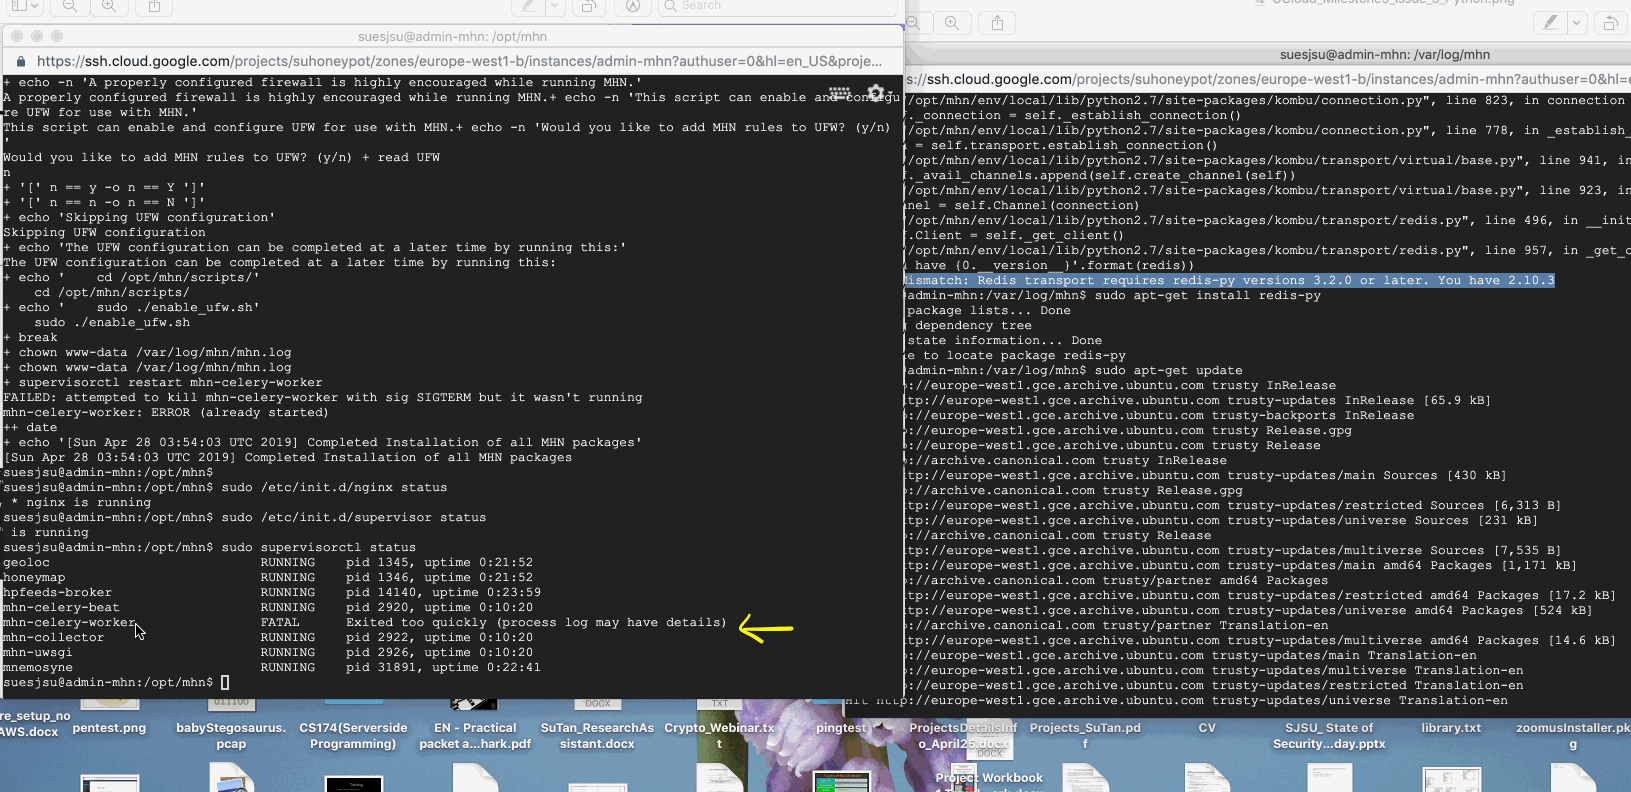 Search
GCloud_Milestone3_Issue_3_Python.png
suesjsu@admin-mhn: /opt/mhn
https://ssh.cloud.google.com/projects/suhoneypot/zones/europe-west1-b/instances/admin-mhn?authuser=0&hl=en_US&proje...
+ echo -n 'A properly configured firewall is highly encouraged while running MHN.'
A properly configured firewall is highly encouraged while running MHN.+ echo -n 'This script can enable and configu
re UFW for use with MHN.'
This script can enable and configure UFW for use with MHN.+ echo -n 'Would you like to add MHN rules to UFW? (y/n)
'
Would you like to add MHN rules to UFW? (y/n) + read UFW
n
+ '[' n == y -o n == Y ']'
+ '[' n == n -o n == N ']'
+ echo 'Skipping UFW configuration'
Skipping UFW configuration
+ echo 'The UFW configuration can be completed at a later time by running this:'
The UFW configuration can be completed at a later time by running this:
+ echo '    cd /opt/mhn/scripts/'
    cd /opt/mhn/scripts/
+ echo '    sudo ./enable_ufw.sh'
    sudo ./enable_ufw.sh
+ break
+ chown www-data /var/log/mhn/mhn.log
+ chown www-data /var/log/mhn/mhn.log
+ supervisorctl restart mhn-celery-worker
FAILED: attempted to kill mhn-celery-worker with sig SIGTERM but it wasn't running
mhn-celery-worker: ERROR (already started)
++ date
+ echo '[Sun Apr 28 03:54:03 UTC 2019] Completed Installation of all MHN packages'
[Sun Apr 28 03:54:03 UTC 2019] Completed Installation of all MHN packages
suesjsu@admin-mhn:/opt/mhn$
suesjsu@admin-mhn:/opt/mhn$ sudo /etc/init.d/nginx status
 * nginx is running
suesjsu@admin-mhn:/opt/mhn$ sudo /etc/init.d/supervisor status
 is running
suesjsu@admin-mhn:/opt/mhn$ sudo supervisorctl status
geoloc RUNNING pid 1345, uptime 0:21:52
honeymap RUNNING pid 1346, uptime 0:21:52
hpfeeds-broker RUNNING pid 14140, uptime 0:23:59
mhn-celery-beat RUNNING pid 2920, uptime 0:10:20
mhn-celery-worker FATAL Exited too quickly (process log may have details)
mhn-collector RUNNING pid 2922, uptime 0:10:20
mhn-uwsgi RUNNING pid 2926, uptime 0:10:20
mnemosyne RUNNING pid 31891, uptime 0:22:41
suesjsu@admin-mhn:/opt/mhn$
suesjsu@admin-mhn: /var/log/mhn
s://ssh.cloud.google.com/projects/suhoneypot/zones/europe-west1-b/instances/admin-mhn?authuser=0&hl=e
"/opt/mhn/env/local/lib/python2.7/site-packages/kombu/connection.py", line 823, in connection
f._connection = self._establish_connection()
"/opt/mhn/env/local/lib/python2.7/site-packages/kombu/connection.py", line 778, in _establish_
 = self.transport.establish_connection()
"/opt/mhn/env/local/lib/python2.7/site-packages/kombu/transport/virtual/base.py", line 941, in
f._avail_channels.append(self.create_channel(self))
"/opt/mhn/env/local/lib/python2.7/site-packages/kombu/transport/virtual/base.py", line 923, in
nel = self.Channel(connection)
"/opt/mhn/env/local/lib/python2.7/site-packages/kombu/transport/redis.py", line 496, in __init
f.Client = self._get_client()
"/opt/mhn/env/local/lib/python2.7/site-packages/kombu/transport/redis.py", line 957, in _get_c
 have {0.__version__}'.format(redis))
ismatch: Redis transport requires redis-py versions 3.2.0 or later. You have 2.10.3
admin-mhn:/var/log/mhn$ sudo apt-get install redis-py
package lists... Done
 dependency tree
state information... Done
e to locate package redis-py
admin-mhn:/var/log/mhn$ sudo apt-get update
p://europe-west1.gce.archive.ubuntu.com trusty InRelease
ttp://europe-west1.gce.archive.ubuntu.com trusty-updates InRelease [65.9 kB]
p://europe-west1.gce.archive.ubuntu.com trusty-backports InRelease
p://europe-west1.gce.archive.ubuntu.com trusty Release.gpg
p://europe-west1.gce.archive.ubuntu.com trusty Release
p://archive.canonical.com trusty InRelease
ttp://europe-west1.gce.archive.ubuntu.com trusty-updates/main Sources [430 kB]
p://archive.canonical.com trusty Release.gpg
ttp://europe-west1.gce.archive.ubuntu.com trusty-updates/restricted Sources [6,313 B]
ttp://europe-west1.gce.archive.ubuntu.com trusty-updates/universe Sources [231 kB]
p://archive.canonical.com trusty Release
ttp://europe-west1.gce.archive.ubuntu.com trusty-updates/multiverse Sources [7,535 B]
ttp://europe-west1.gce.archive.ubuntu.com trusty-updates/main amd64 Packages [1,171 kB]
p://archive.canonical.com trusty/partner amd64 Packages
ttp://europe-west1.gce.archive.ubuntu.com trusty-updates/restricted amd64 Packages [17.2 kB]
ttp://europe-west1.gce.archive.ubuntu.com trusty-updates/universe amd64 Packages [524 kB]
p://archive.canonical.com trusty/partner Translation-en
ttp://europe-west1.gce.archive.ubuntu.com trusty-updates/multiverse amd64 Packages [14.6 kB]
p://europe-west1.gce.archive.ubuntu.com trusty-updates/main Translation-en
p://europe-west1.gce.archive.ubuntu.com trusty-updates/multiverse Translation-en
p://europe-west1.gce.archive.ubuntu.com trusty-updates/restricted Translation-en
Hit http://europe-west1.gce.archive.ubuntu.com trusty-updates/universe Translation-en
re_setup_no
AWS.docx
pentest.png
babyStegosaurus.
pcap
CS174(Serverside
Programming)
EN - Practical
packet a...hark.pdf
DOCX
SuTan_ResearchAs
sistant.docx
TXT
Crypto_Webinar.tx
t
pingtest
ProjectDetailsInf
o_April25.docx
DOCX
Projects_SuTan.pd
f
CV
SJSU_ State of
Security...day.pptx
library.txt
zoomusInstaller.pk
g
Project Workbook